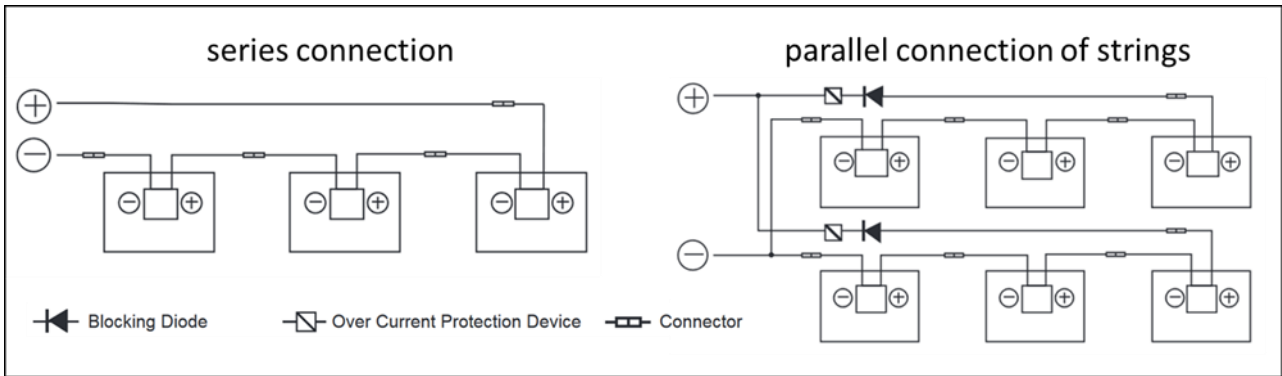 series connection
parallel connection of strings
+
−
− + − + − +
+
− + − + − +
−
− + − + − +
Blocking Diode Over Current Protection Device Connector